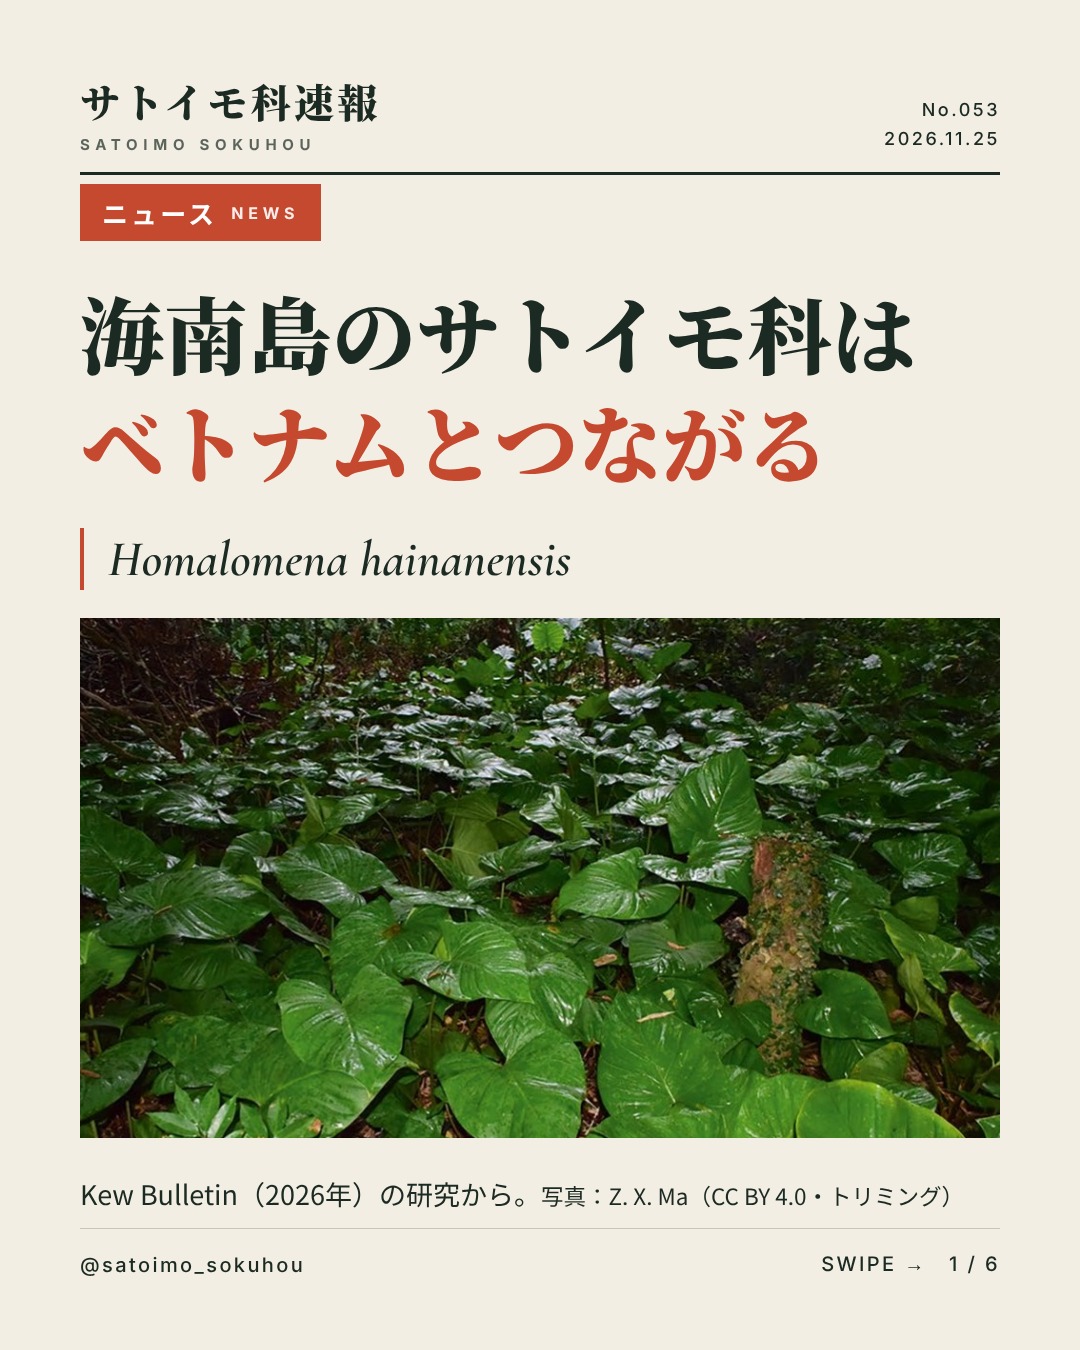 サトイモ科速報
SATOIMO SOKUHOU
No.053
2026.11.25
ニュース NEWS
海南島のサトイモ科は
ベトナムとつながる
Homalomena hainanensis
Kew Bulletin（2026年）の研究から。写真：Z. X. Ma（CC BY 4.0・トリミング）
@satoimo_sokuhou
SWIPE → 1 / 6